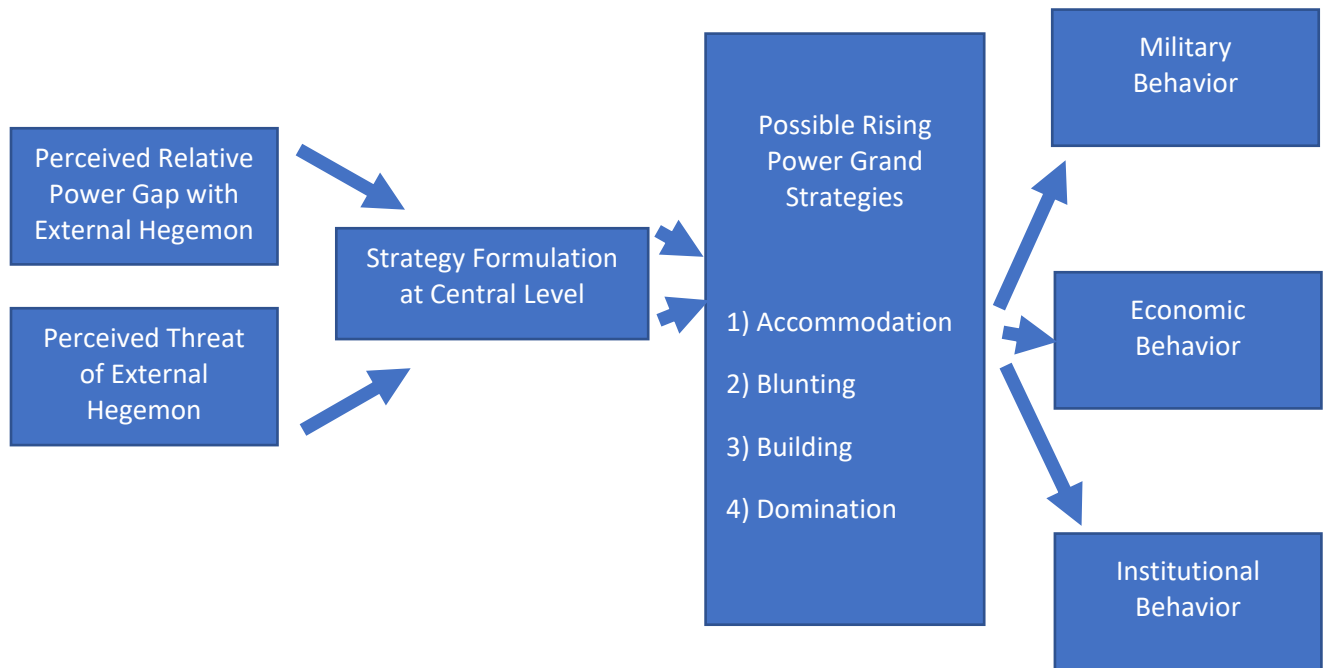 Perceived Relative
Power Gap with
External Hegemon
Perceived Threat
of External
Hegemon
Strategy Formulation
at Central Level
Possible Rising
Power Grand
Strategies
1) Accommodation
2) Blunting
3) Building
4) Domination
Military
Behavior
Economic
Behavior
Institutional
Behavior